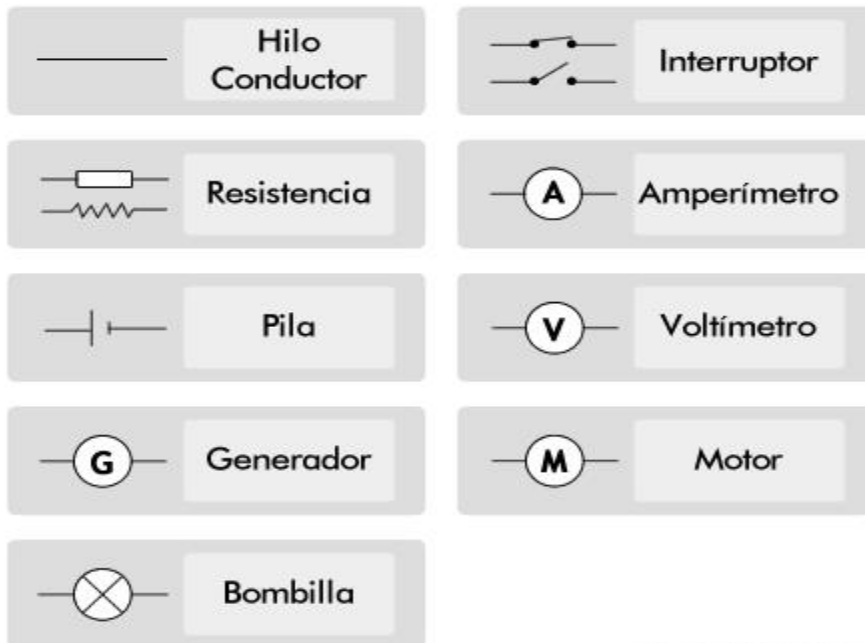 Hilo
Conductor
Interruptor
Resistencia
A
Amperímetro
Pila
V
Voltímetro
G
Generador
M
Motor
Bombilla